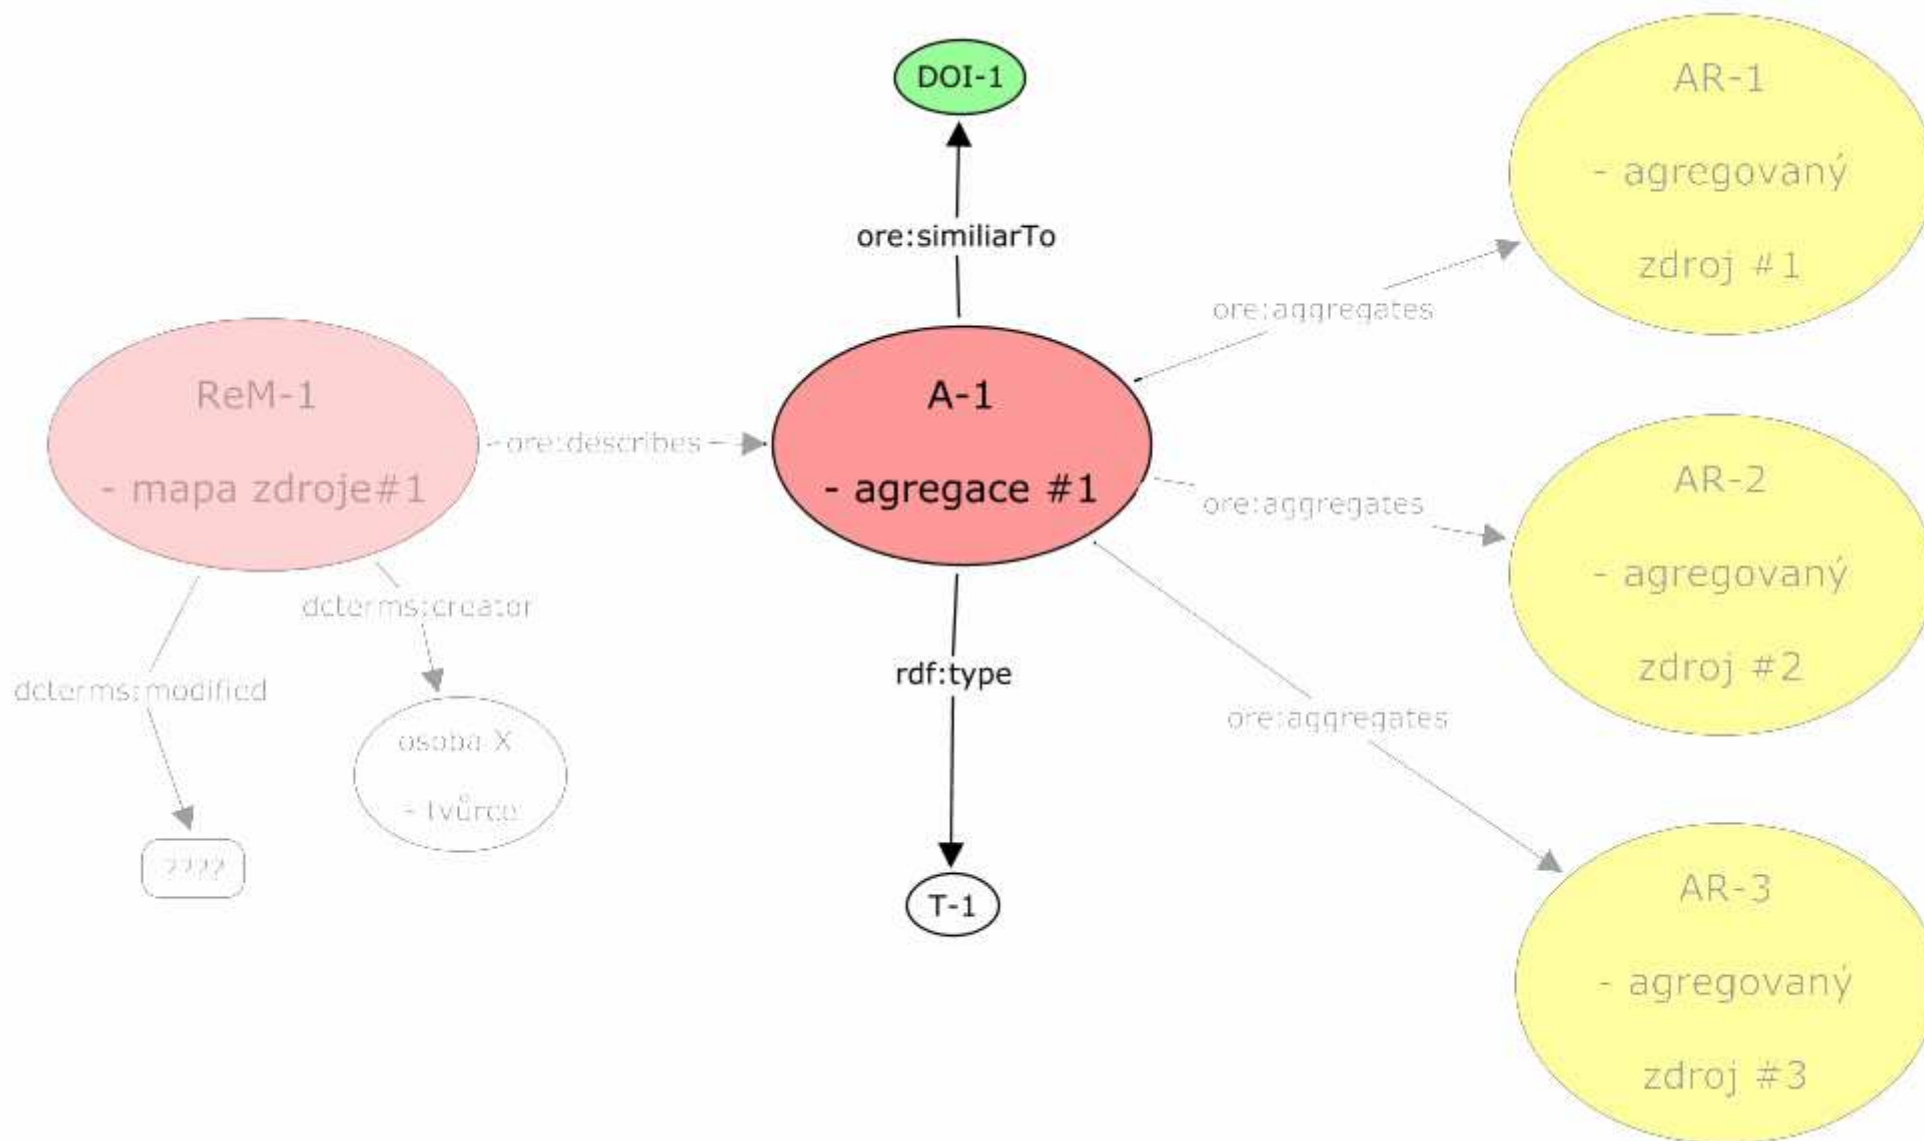 DOI-1
ore:similiarTo
AR-1
- agregovaný
zdroj #1
ore:aggregates
ReM-1
- mapa zdroje#1
ore:describes
A-1
- agregace #1
AR-2
- agregovaný
zdroj #2
ore:aggregates
dcterms:creator
dcterms:modified
osoba X
- tvůrce
????
rdf:type
T-1
ore:aggregates
AR-3
- agregovaný
zdroj #3